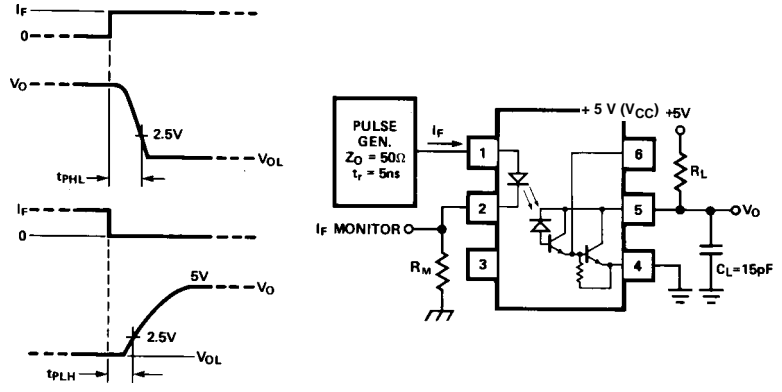 IF
0
VO
2.5V
VOL
tPHL
IF
0
5V
VO
2.5V
VOL
tPLH
PULSE
GEN.
ZO = 50Ω
tr = 5ns
IF
IF MONITOR
RM
1
2
3
+ 5 V (VCC)
+5V
6
5
4
RL
VO
CL=15pF